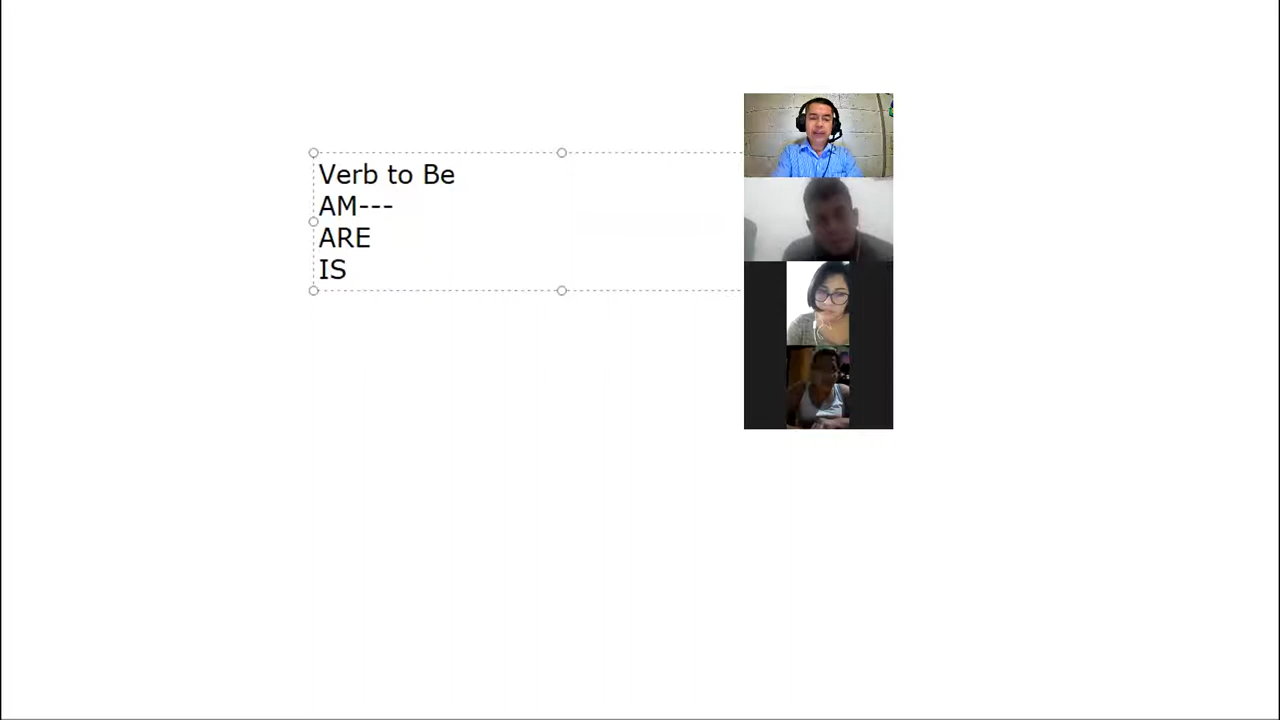 Verb to Be
AM---
ARE
IS